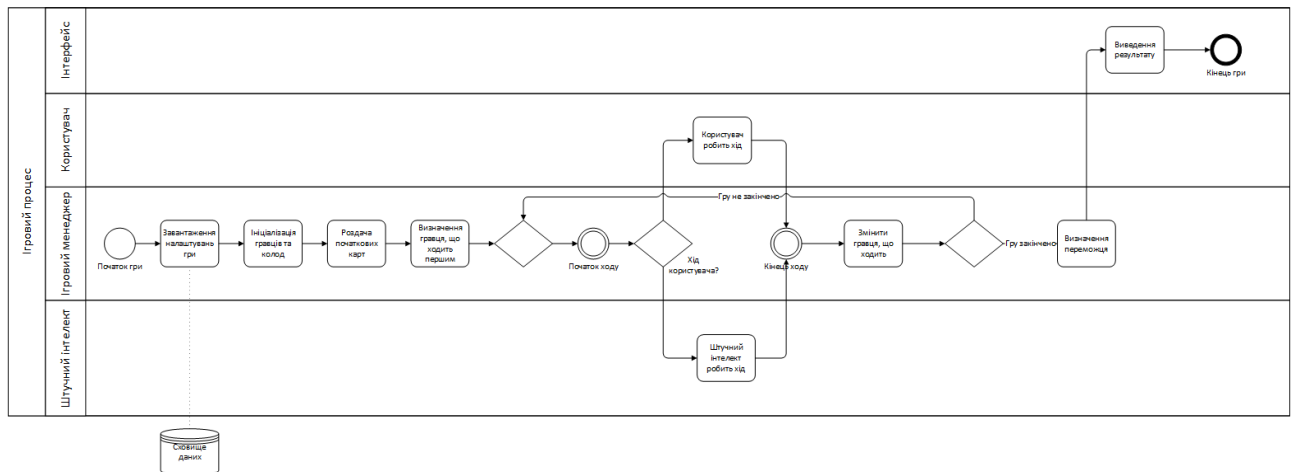 Ігровий процес
Інтерфейс
Виведення
результату
Кінець гри
Користувач
Користувач
робить хід
Ігровий менеджер
Початок гри
Завантаження
налаштувань
гри
Ініціалізація
гравців та
колод
Роздача
початкових
карт
Визначення
гравця, що
ходить
першим
Гру не закінчено
Початок ходу
Хід
користувача?
Кінець ходу
Змінити
гравця, що
ходить
Гру закінчено
Визначення
переможця
Штучний інтелект
Штучний
інтелект
робить хід
Сховище
даних